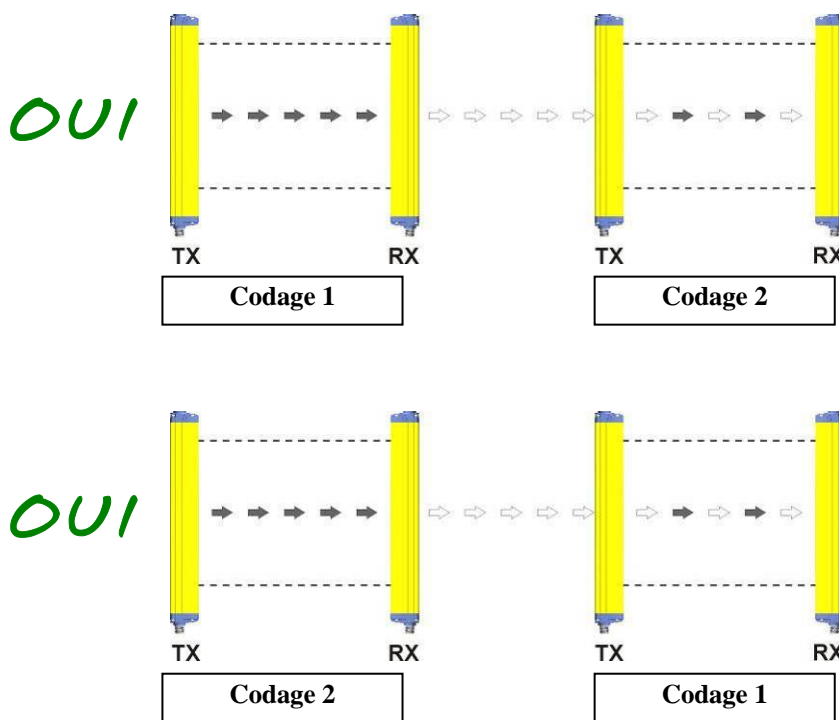 OUI
TX RX TX RX
Codage 1 Codage 2
OUI
TX RX TX RX
Codage 2 Codage 1